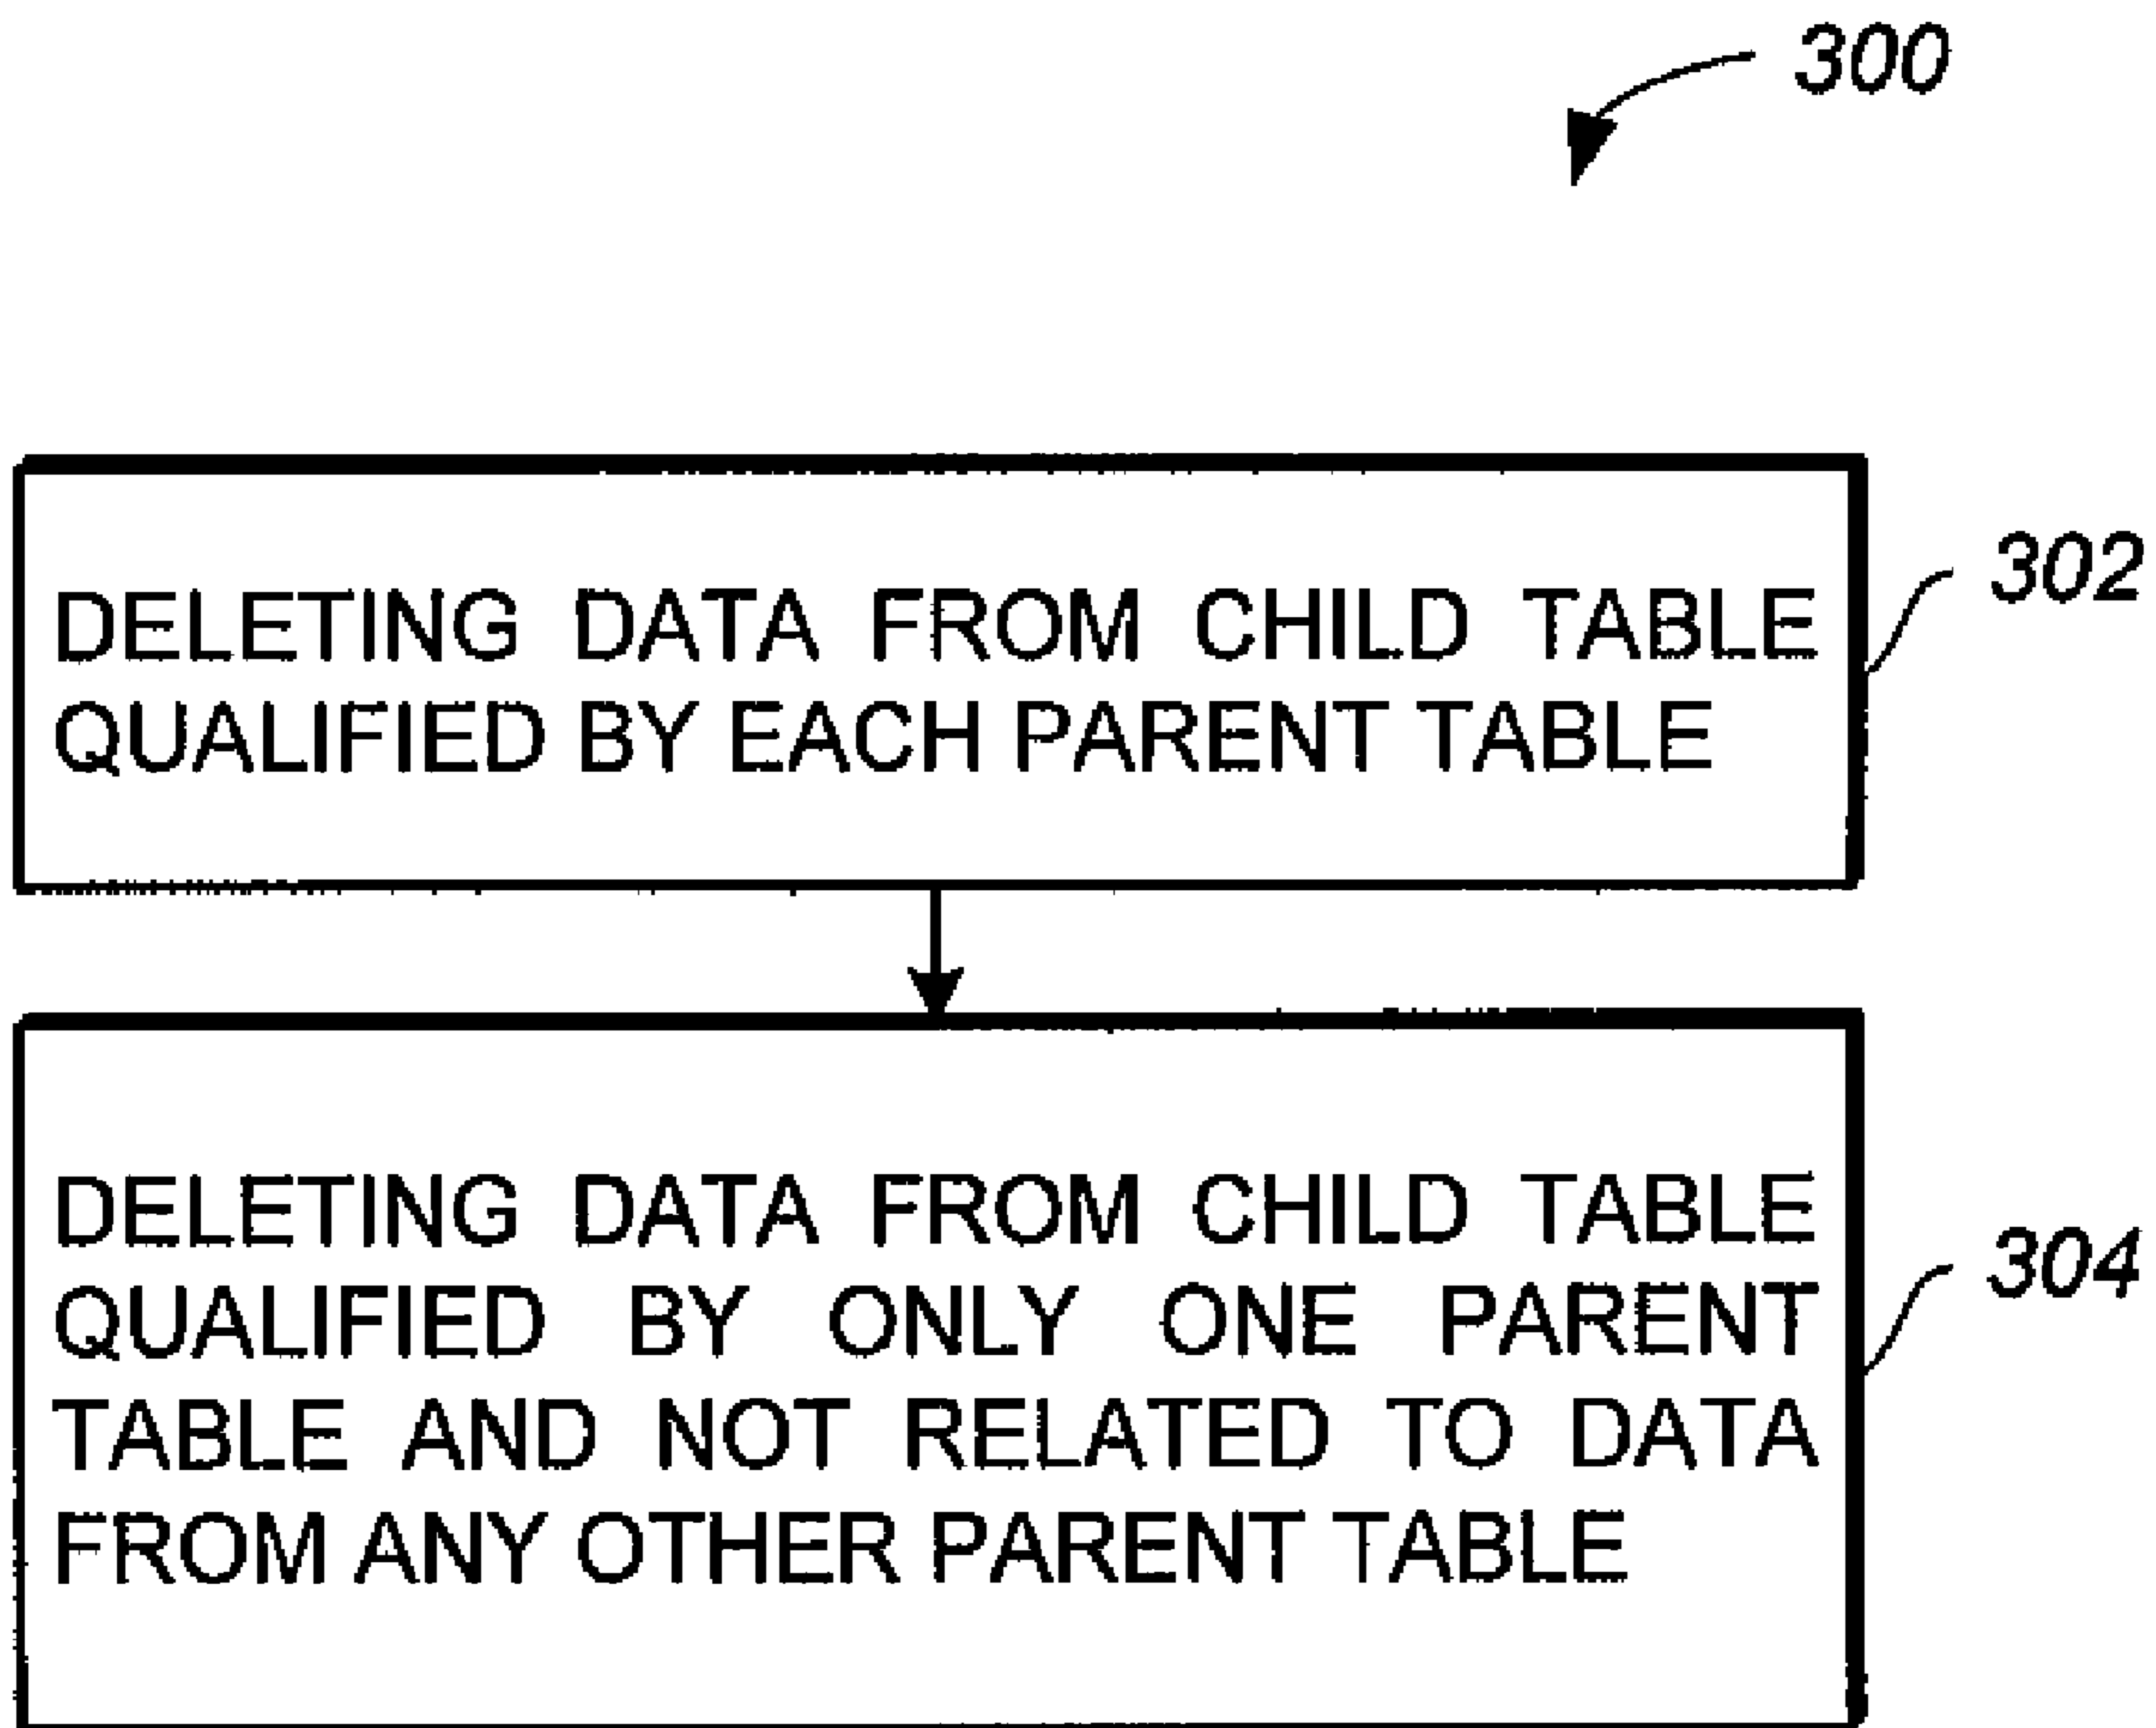 300
DELETING DATA FROM CHILD TABLE
QUALIFIED BY EACH PARENT TABLE
302
DELETING DATA FROM CHILD TABLE
QUALIFIED BY ONLY ONE PARENT
TABLE AND NOT RELATED TO DATA
FROM ANY OTHER PARENT TABLE
304